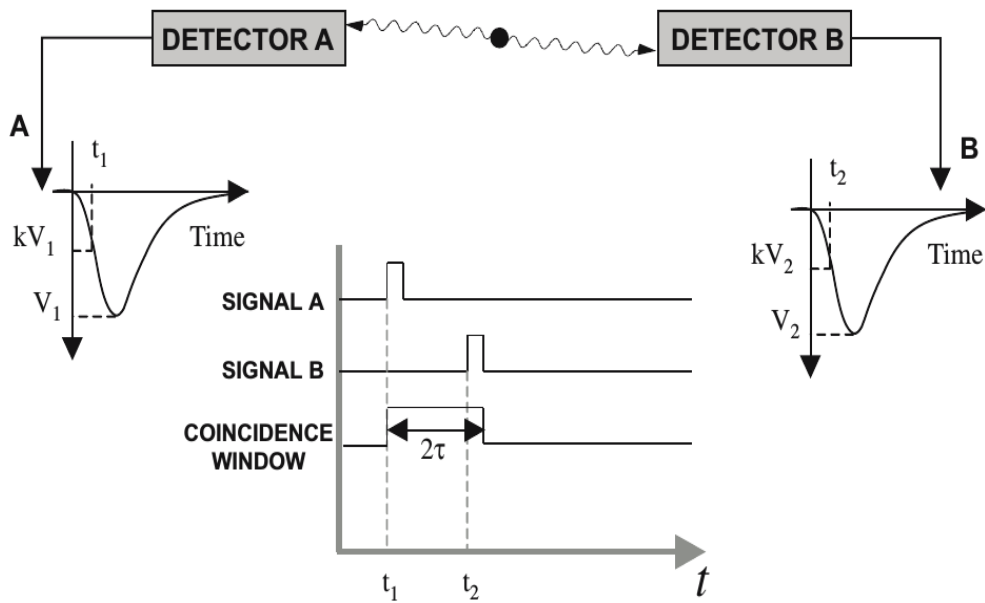 DETECTOR A
DETECTOR B
A
t₁
kV₁
V₁
Time
B
t₂
kV₂
V₂
Time
SIGNAL A
SIGNAL B
COINCIDENCE
WINDOW
2τ
t₁
t₂
t